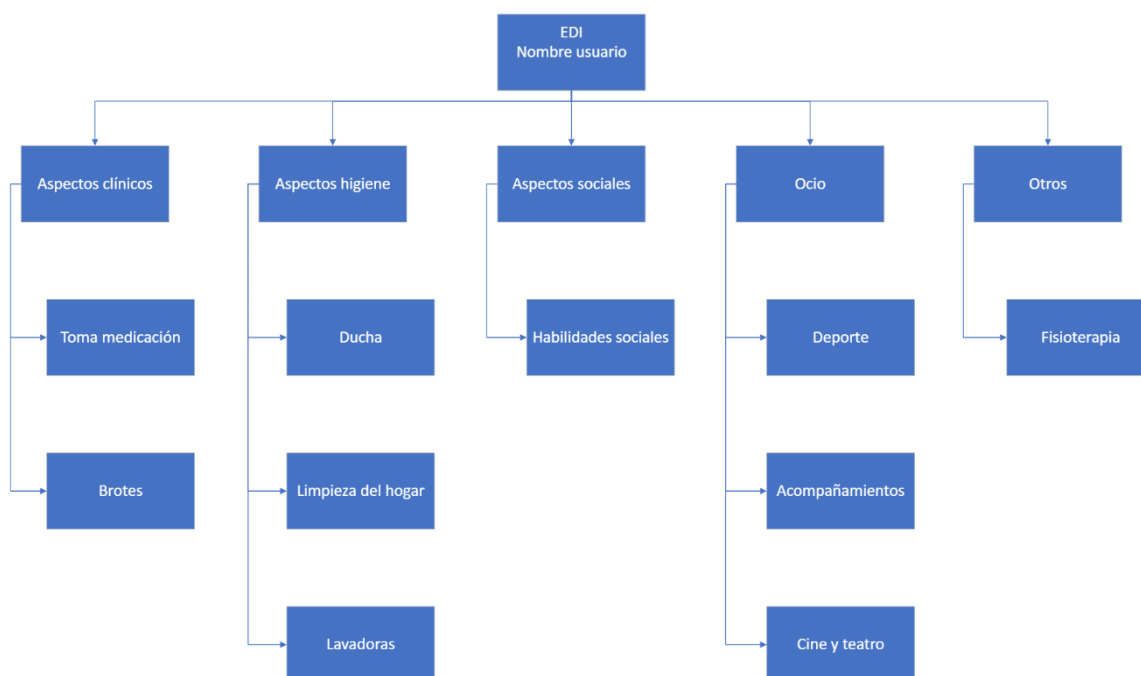 EDI
Nombre usuario
Aspectos clínicos
Aspectos higiene
Aspectos sociales
Ocio
Otros
Toma medicación
Ducha
Habilidades sociales
Deporte
Fisioterapia
Brotes
Limpieza del hogar
Acompañamientos
Lavadoras
Cine y teatro